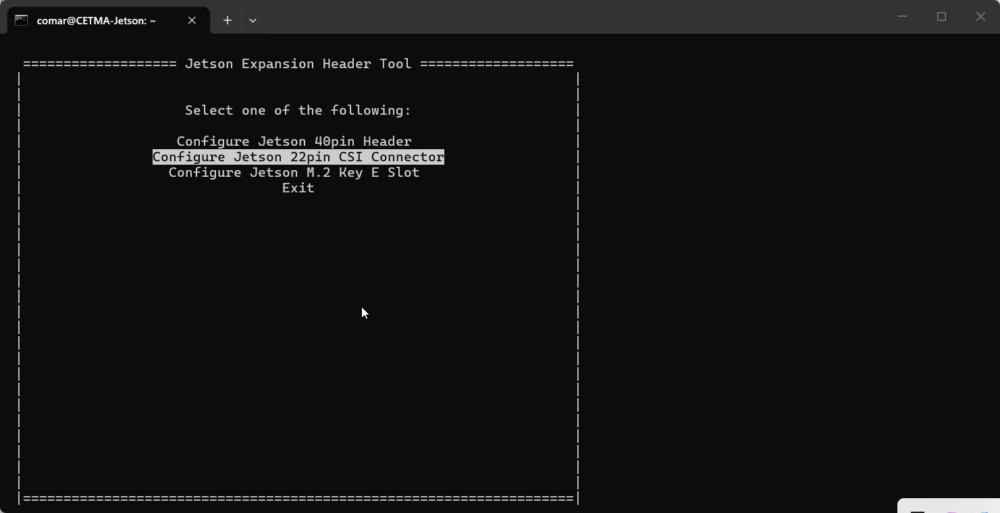 comar@CETMA-Jetson: ~
=================== Jetson Expansion Header Tool ===================
Select one of the following:
Configure Jetson 40pin Header
Configure Jetson 22pin CSI Connector
Configure Jetson M.2 Key E Slot
Exit
====================================================================